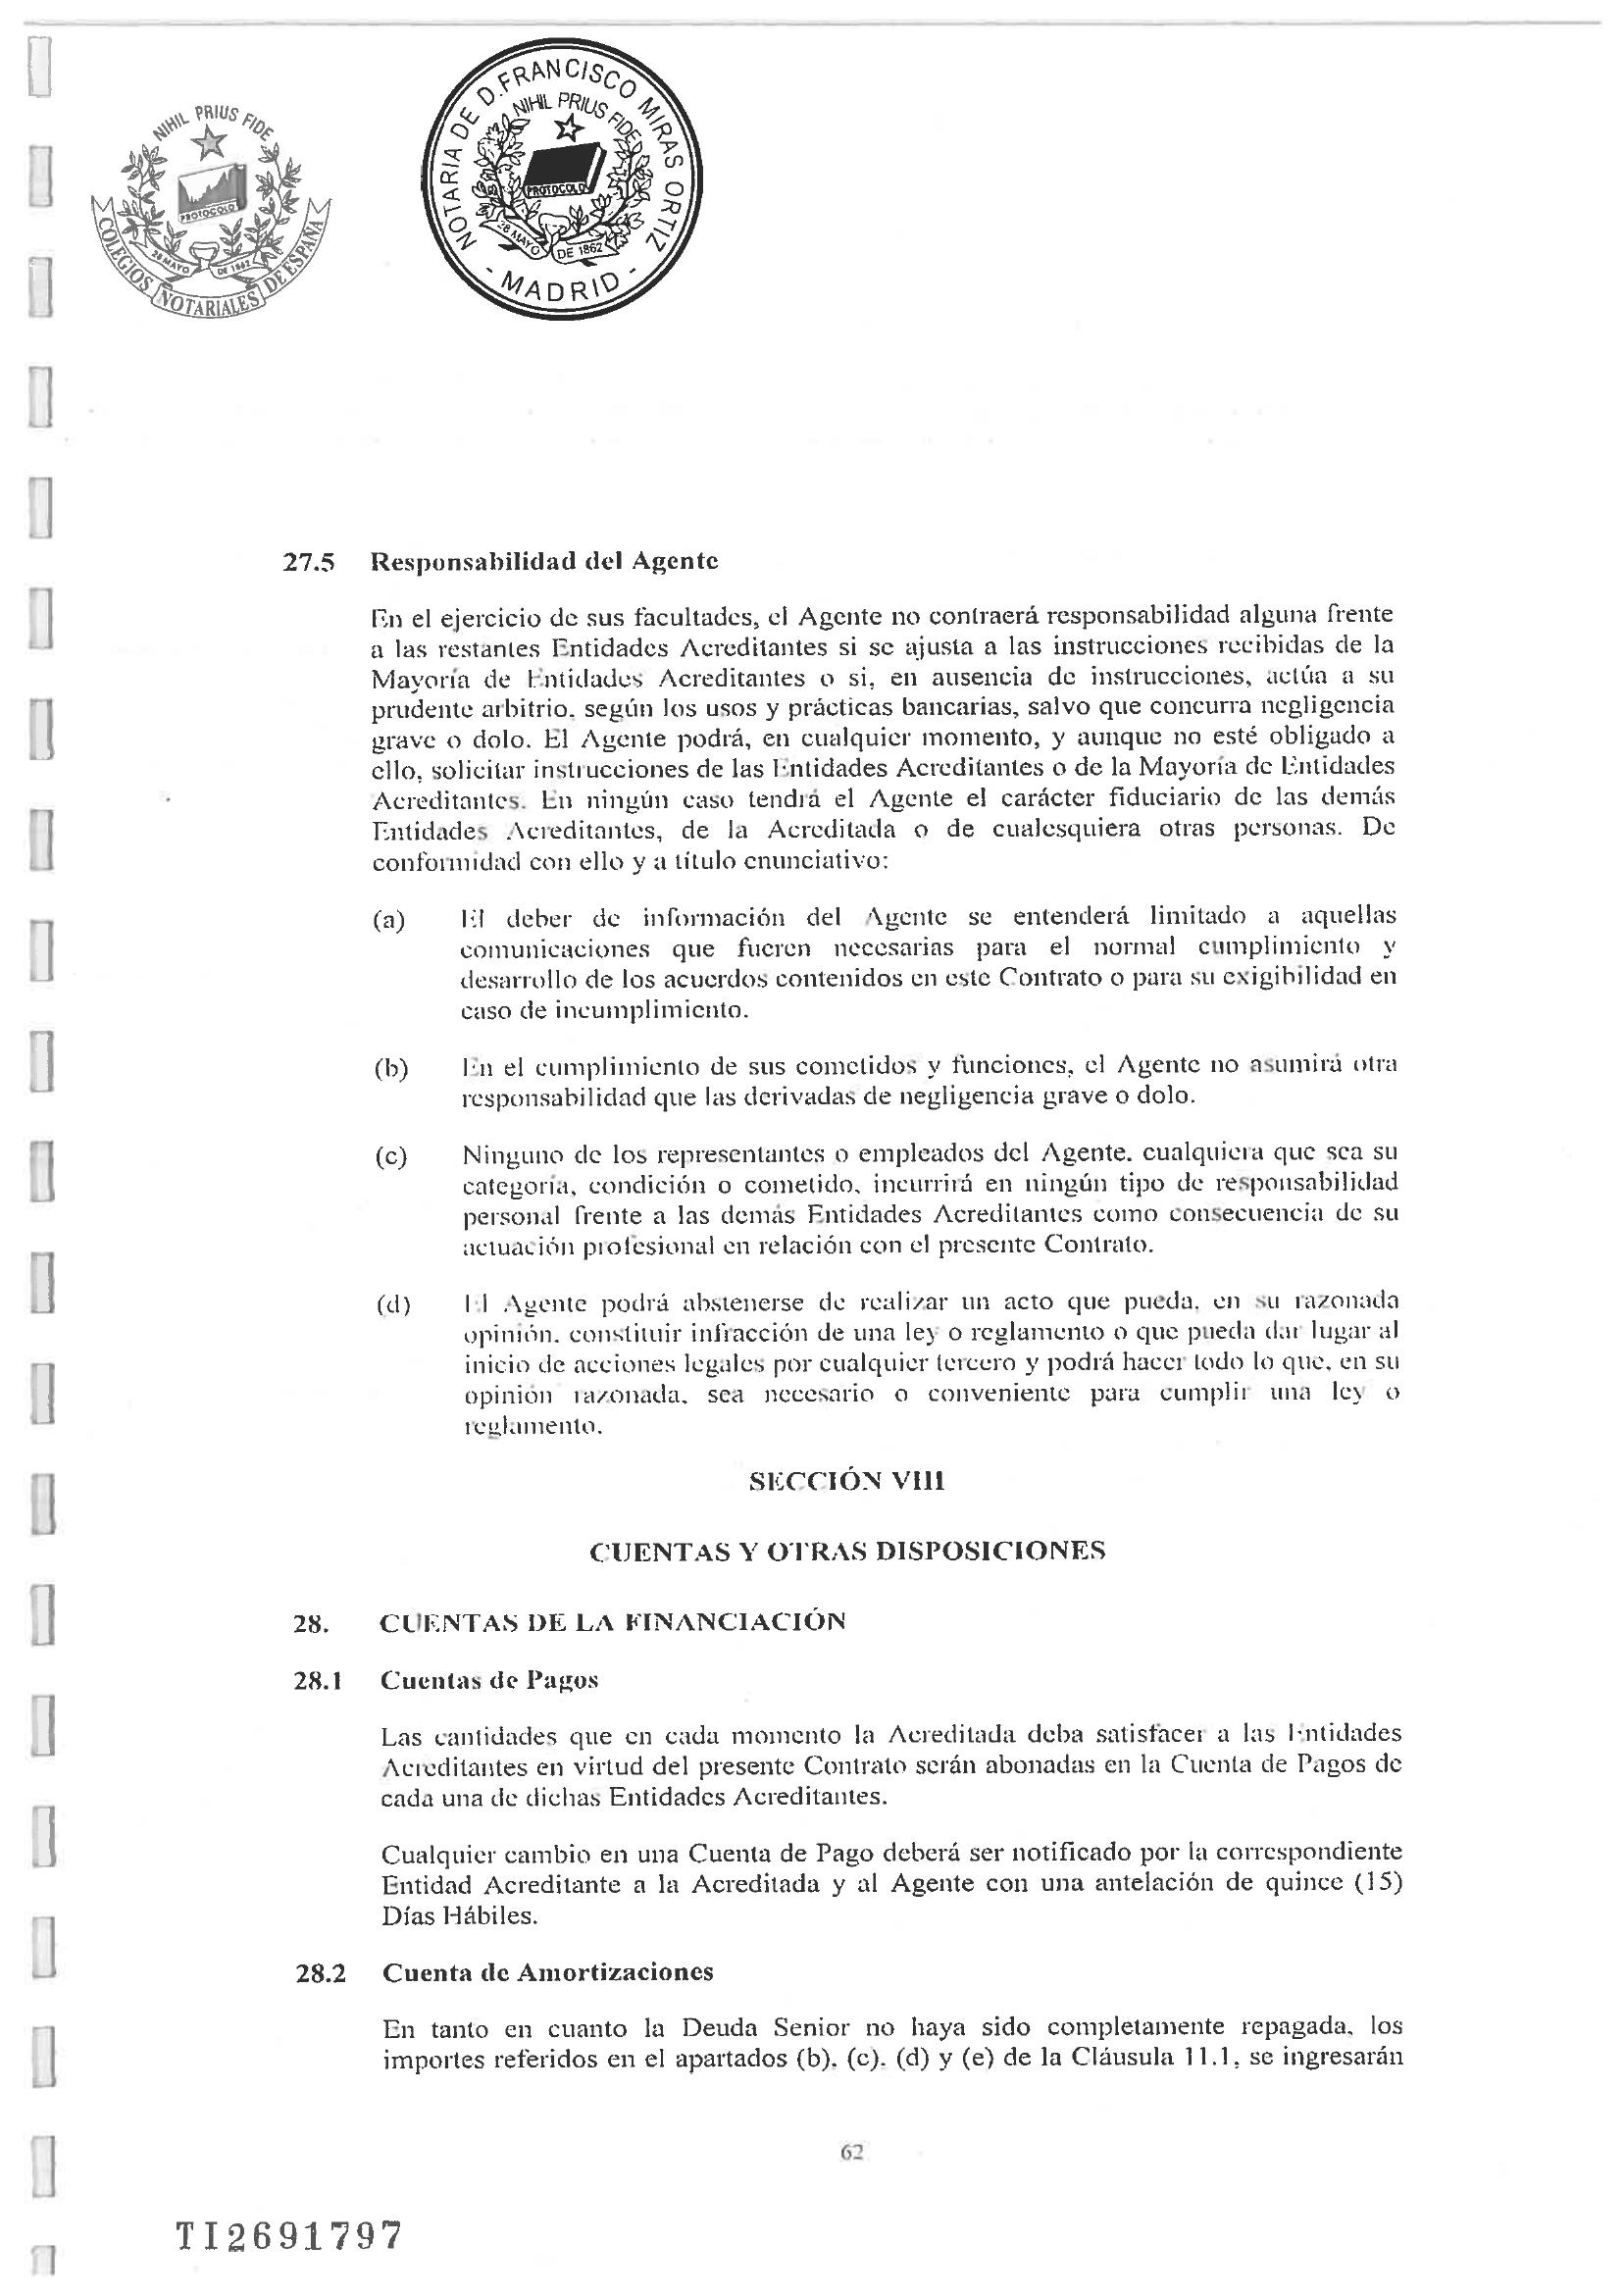 NIHIL PRIUS FIDE
PROTOCOLO
28 MAYO DE 1862
COLEGIOS NOTARIALES DE ESPAÑA
NOTARIA DE D. FRANCISCO MIRAS ORTIZ
NIHIL PRIUS FIDE
PROTOCOLO
28 MAYO DE 1862
- MADRID -
27.5 Responsabilidad del Agente
En el ejercicio de sus facultades, el Agente no contraerá responsabilidad alguna frente
a las restantes Entidades Acreditantes si se ajusta a las instrucciones recibidas de la
Mayoría de Entidades Acreditantes o si, en ausencia de instrucciones, actúa a su
prudente arbitrio, según los usos y prácticas bancarias, salvo que concurra negligencia
grave o dolo. El Agente podrá, en cualquier momento, y aunque no esté obligado a
ello, solicitar instrucciones de las Entidades Acreditantes o de la Mayoría de Entidades
Acreditantes. En ningún caso tendrá el Agente el carácter fiduciario de las demás
Entidades Acreditantes, de la Acreditada o de cualesquiera otras personas. De
conformidad con ello y a título enunciativo:
(a) El deber de información del Agente se entenderá limitado a aquellas
comunicaciones que fueren necesarias para el normal cumplimiento y
desarrollo de los acuerdos contenidos en este Contrato o para su exigibilidad en
caso de incumplimiento.
(b) En el cumplimiento de sus cometidos y funciones, el Agente no asumirá otra
responsabilidad que las derivadas de negligencia grave o dolo.
(c) Ninguno de los representantes o empleados del Agente, cualquiera que sea su
categoría, condición o cometido, incurrirá en ningún tipo de responsabilidad
personal frente a las demás Entidades Acreditantes como consecuencia de su
actuación profesional en relación con el presente Contrato.
(d) El Agente podrá abstenerse de realizar un acto que pueda, en su razonada
opinión, constituir infracción de una ley o reglamento o que pueda dar lugar al
inicio de acciones legales por cualquier tercero y podrá hacer todo lo que, en su
opinión razonada, sea necesario o conveniente para cumplir una ley o
reglamento.
SECCIÓN VIII
CUENTAS Y OTRAS DISPOSICIONES
28. CUENTAS DE LA FINANCIACIÓN
28.1 Cuentas de Pagos
Las cantidades que en cada momento la Acreditada deba satisfacer a las Entidades
Acreditantes en virtud del presente Contrato serán abonadas en la Cuenta de Pagos de
cada una de dichas Entidades Acreditantes.
Cualquier cambio en una Cuenta de Pago deberá ser notificado por la correspondiente
Entidad Acreditante a la Acreditada y al Agente con una antelación de quince (15)
Días Hábiles.
28.2 Cuenta de Amortizaciones
En tanto en cuanto la Deuda Senior no haya sido completamente repagada, los
importes referidos en el apartados (b), (c), (d) y (e) de la Cláusula 11.1, se ingresarán
62
TI2691797